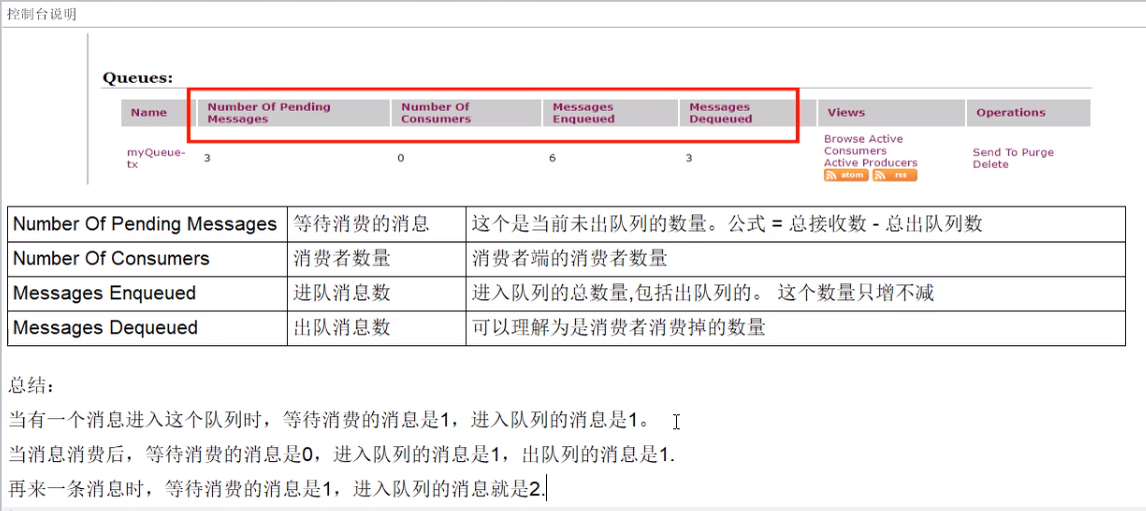 控制台说明
Queues:
Name Number Of Pending Messages Number Of Consumers Messages Enqueued Messages Dequeued Views Operations
myQueue-tx 3 0 6 3 Browse Active Consumers Active Producers atom rss Send To Purge Delete
Number Of Pending Messages 等待消费的消息 这个是当前未出队列的数量。公式 = 总接收数 - 总出队列数
Number Of Consumers 消费者数量 消费者端的消费者数量
Messages Enqueued 进队消息数 进入队列的总数量,包括出队列的。 这个数量只增不减
Messages Dequeued 出队消息数 可以理解为是消费者消费掉的数量
总结：
当有一个消息进入这个队列时，等待消费的消息是1，进入队列的消息是1。
当消息消费后，等待消费的消息是0，进入队列的消息是1，出队列的消息是1.
再来一条消息时，等待消费的消息是1，进入队列的消息就是2.